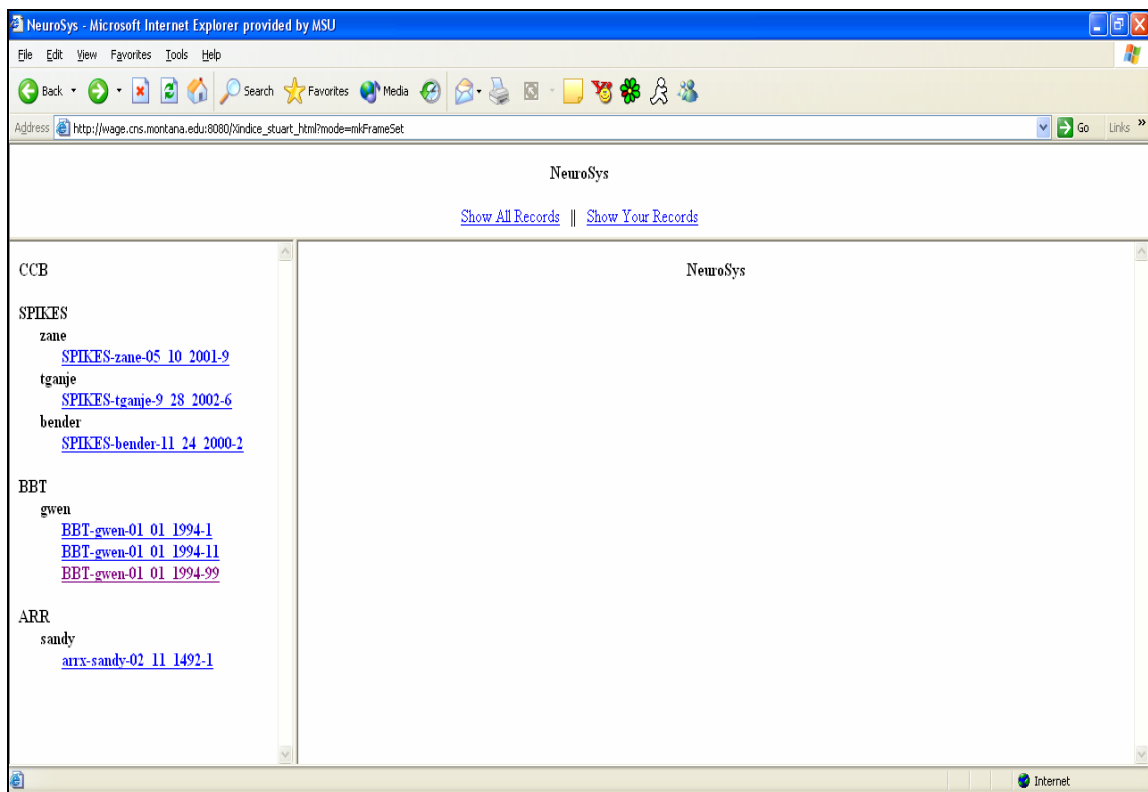 NeuroSys - Microsoft Internet Explorer provided by MSU
File Edit View Favorites Tools Help
Back Search Favorites Media
Address http://wage.cns.montana.edu:8080/Xindice_stuart_html?mode=mkFrameSet Go Links »
NeuroSys
Show All Records || Show Your Records
CCB
SPIKES
zane
SPIKES-zane-05_10_2001-9
tganje
SPIKES-tganje-9_28_2002-6
bender
SPIKES-bender-11_24_2000-2
BBT
gwen
BBT-gwen-01_01_1994-1
BBT-gwen-01_01_1994-11
BBT-gwen-01_01_1994-99
ARR
sandy
arrx-sandy-02_11_1492-1
NeuroSys
Internet